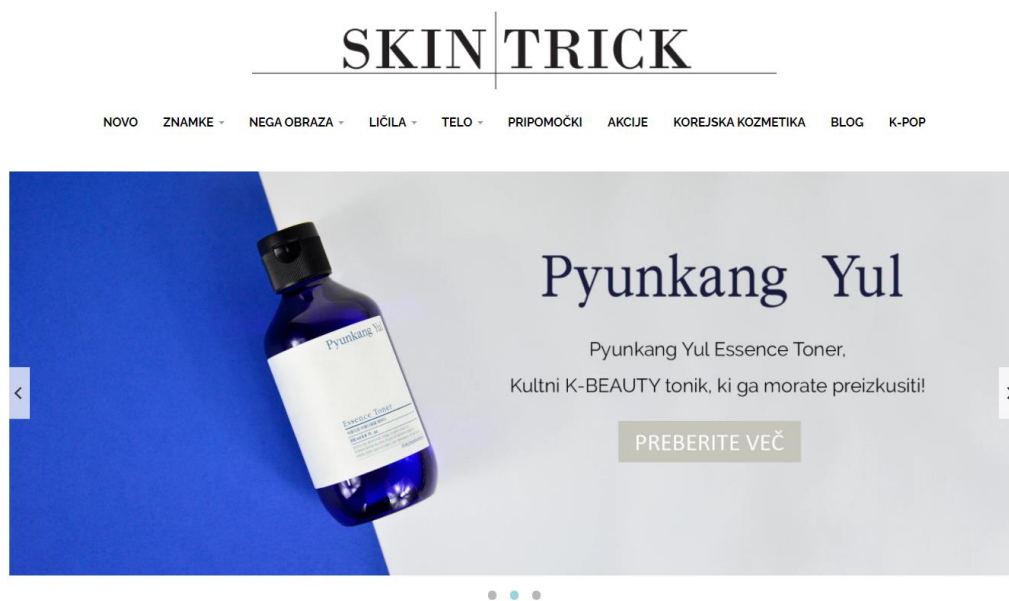 SKIN TRICK
NOVO ZNAMKE NEGA OBRAZA LIČILA TELO PRIPOMOČKI AKCIJE KOREJSKA KOZMETIKA BLOG K-POP
Pyunkang Yul
Pyunkang Yul Essence Toner,
Kultni K-BEAUTY tonik, ki ga morate preizkusiti!
PREBERITE VEČ
Pyunkang Yul
Essence Toner